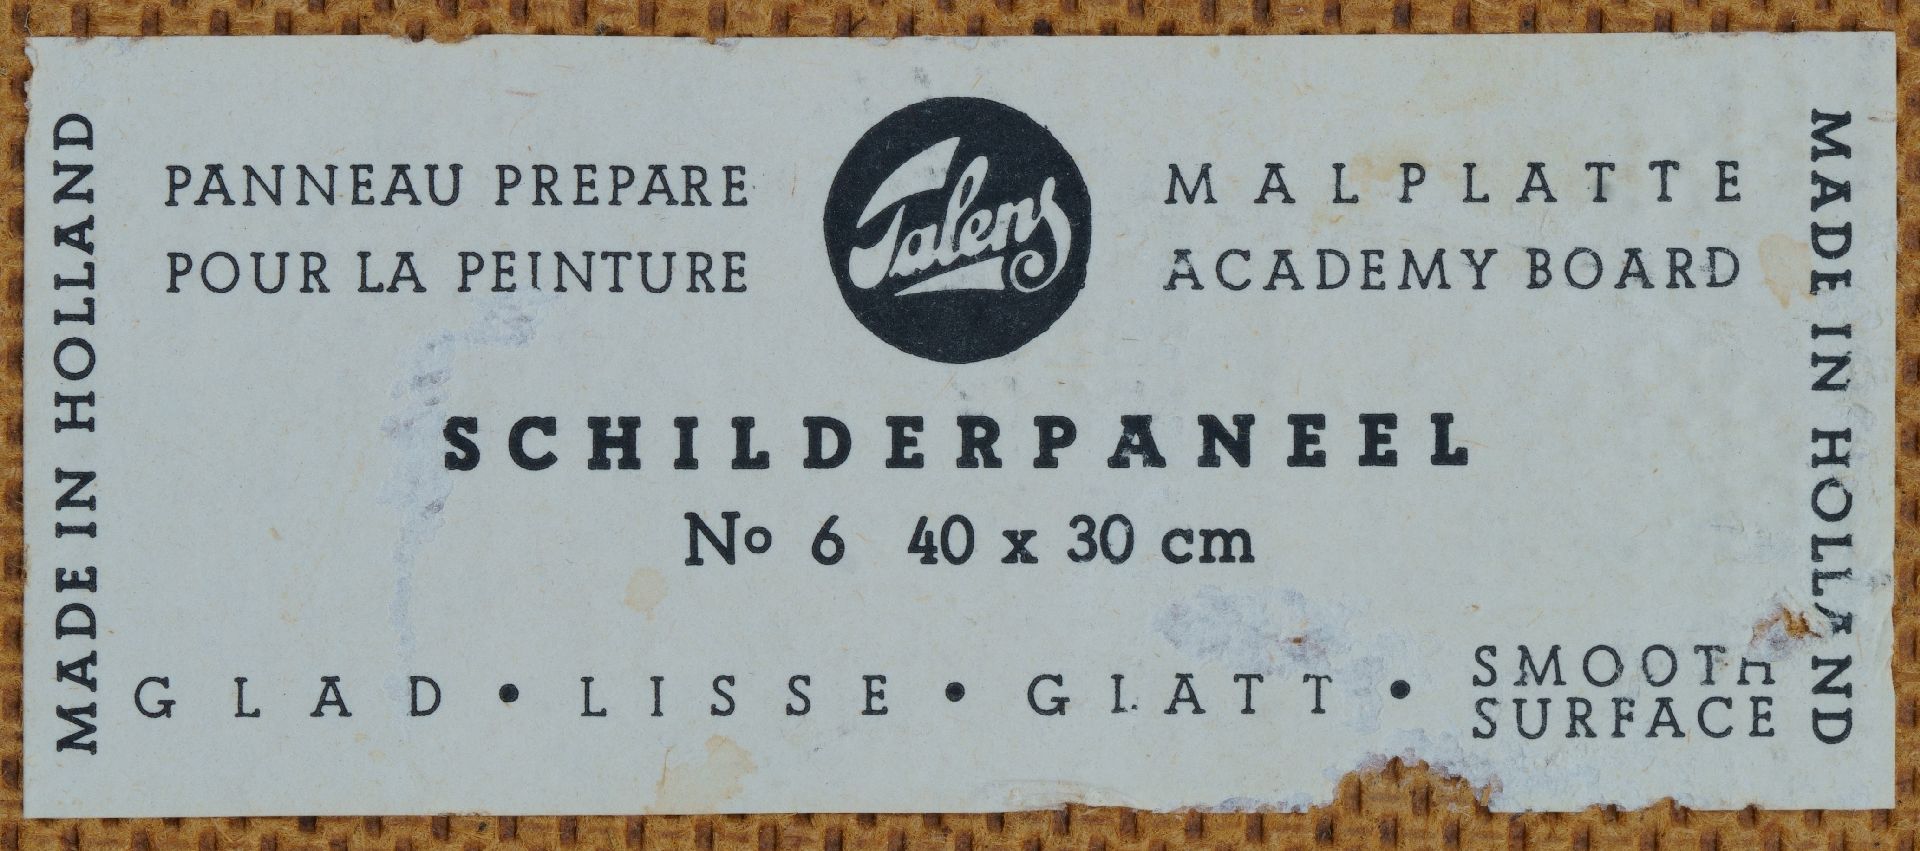 MADE IN HOLLAND
PANNEAU PREPARE
POUR LA PEINTURE
Talens
MALPLATTE
ACADEMY BOARD
SCHILDERPANEEL
No 6 40 x 30 cm
GLAD • LISSE • GLATT • SMOOTH
SURFACE
MADE IN HOLLAND